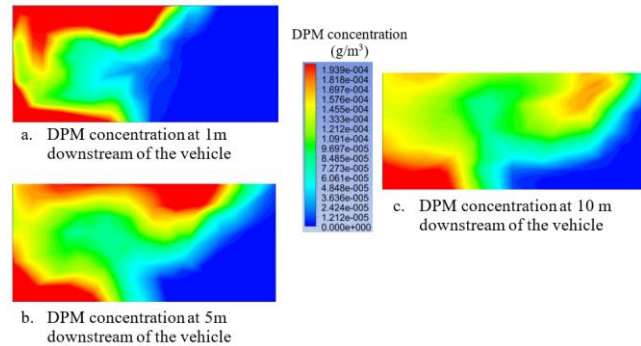 DPM concentration
(g/m³)
1.939e-004
1.818e-004
1.697e-004
1.576e-004
1.455e-004
1.333e-004
1.212e-004
1.091e-004
9.697e-005
8.485e-005
7.273e-005
6.061e-005
4.848e-005
3.636e-005
2.424e-005
1.212e-005
0.000e+000
a. DPM concentration at 1m
downstream of the vehicle
b. DPM concentration at 5m
downstream of the vehicle
c. DPM concentration at 10 m
downstream of the vehicle